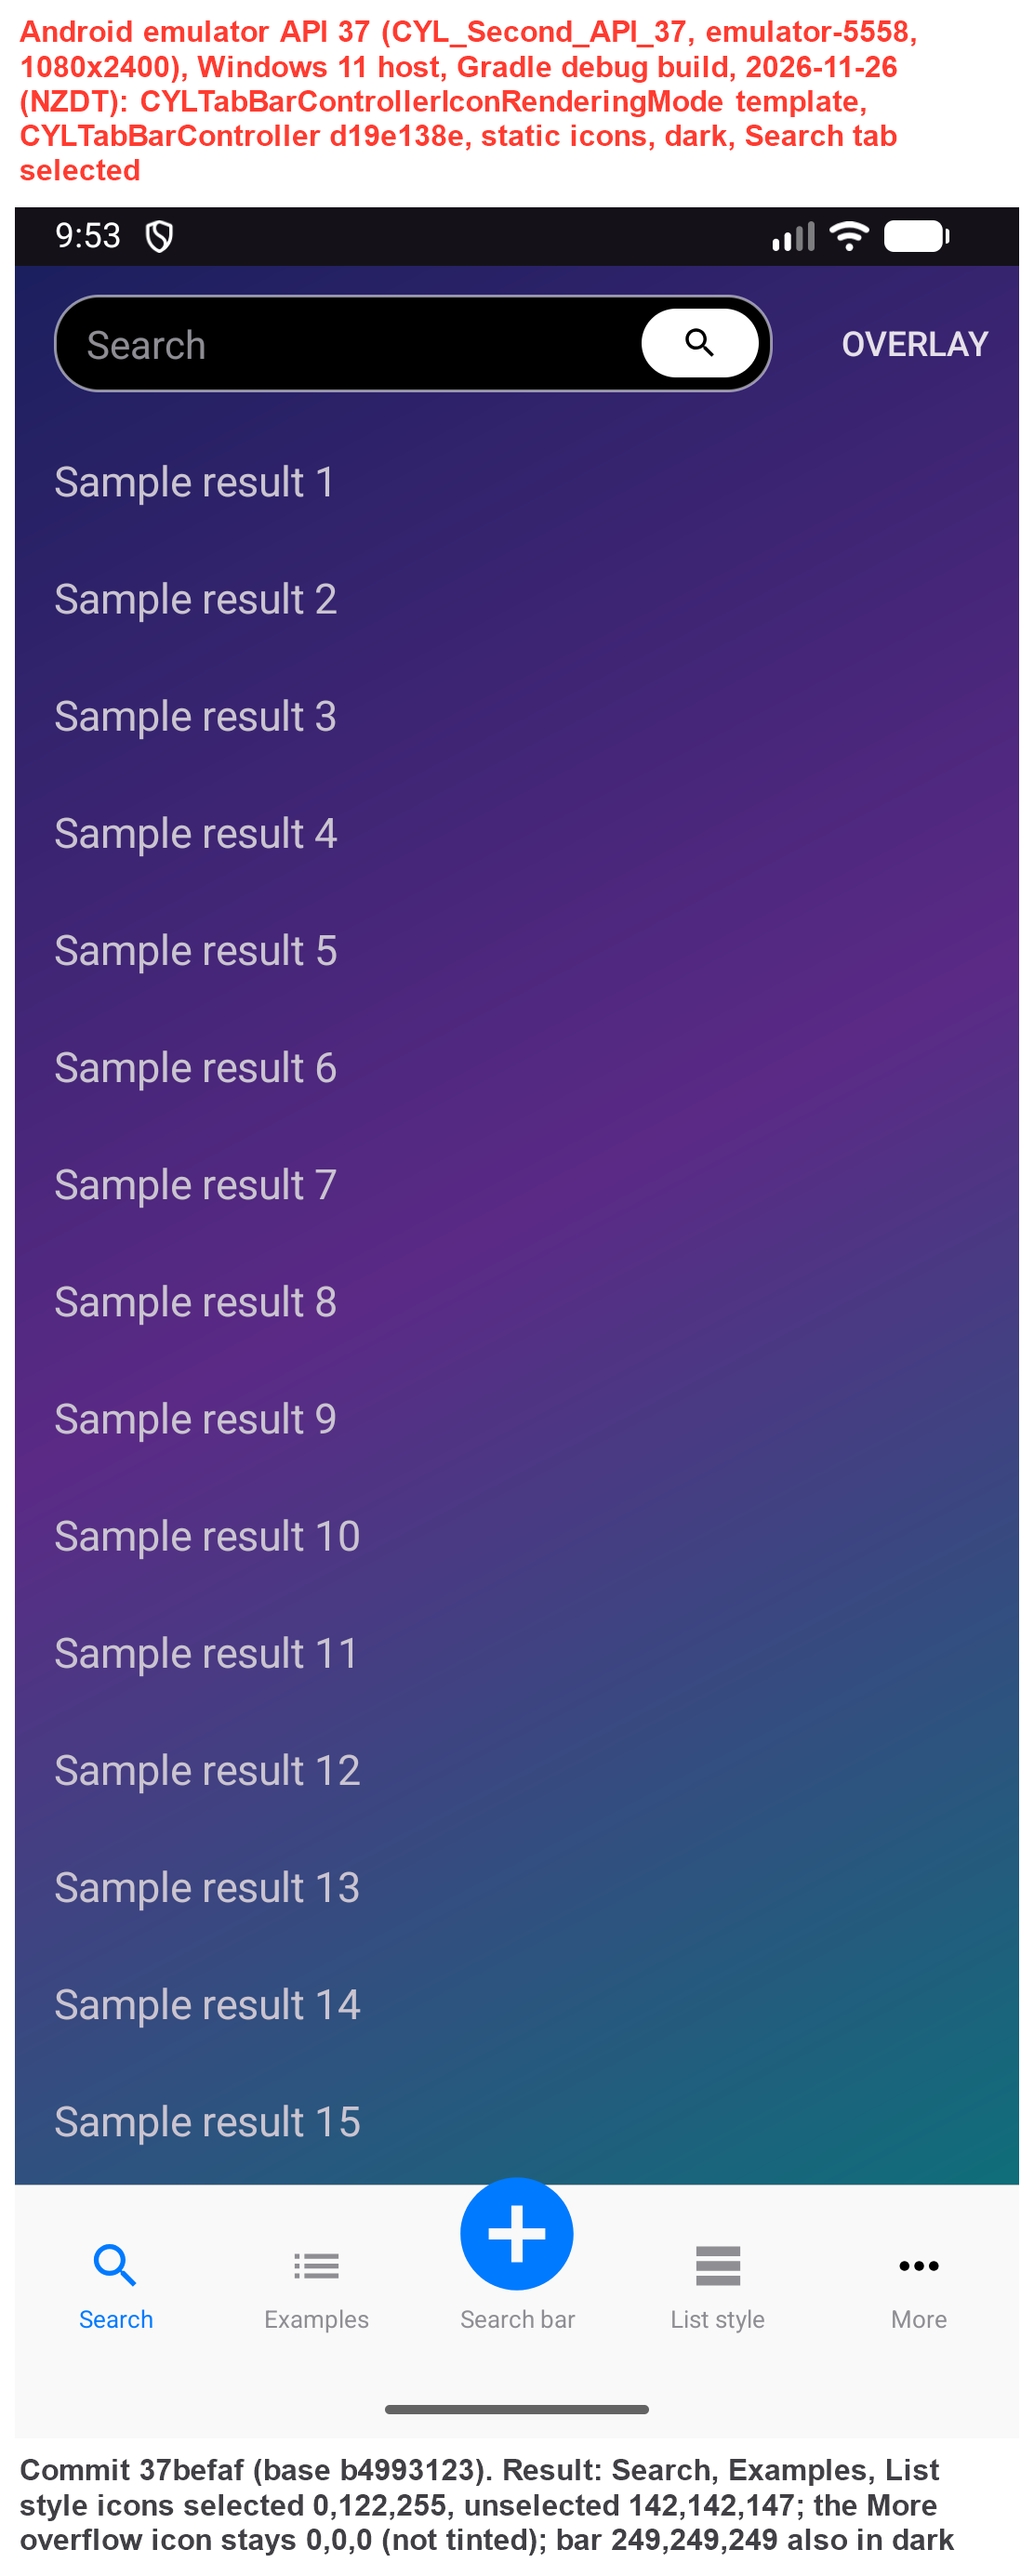 Android emulator API 37 (CYL_Second_API_37, emulator-5558,
1080x2400), Windows 11 host, Gradle debug build, 2026-11-26
(NZDT): CYLTabBarControllerIconRenderingMode template,
CYLTabBarController d19e138e, static icons, dark, Search tab
selected
9:53
Search
OVERLAY
Sample result 1
Sample result 2
Sample result 3
Sample result 4
Sample result 5
Sample result 6
Sample result 7
Sample result 8
Sample result 9
Sample result 10
Sample result 11
Sample result 12
Sample result 13
Sample result 14
Sample result 15
Search Examples Search bar List style More
Commit 37befaf (base b4993123). Result: Search, Examples, List
style icons selected 0,122,255, unselected 142,142,147; the More
overflow icon stays 0,0,0 (not tinted); bar 249,249,249 also in dark